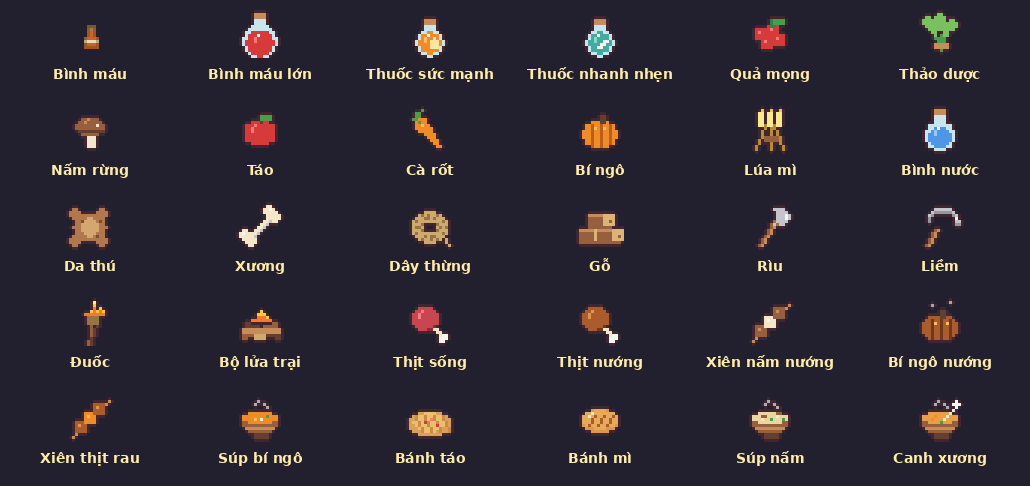 Bình máu
Bình máu lớn
Thuốc sức mạnh
Thuốc nhanh nhẹn
Quả mọng
Thảo dược
Nấm rừng
Táo
Cà rốt
Bí ngô
Lúa mì
Bình nước
Da thú
Xương
Dây thừng
Gỗ
Rìu
Liềm
Đuốc
Bộ lửa trại
Thịt sống
Thịt nướng
Xiên nấm nướng
Bí ngô nướng
Xiên thịt rau
Súp bí ngô
Bánh táo
Bánh mì
Súp nấm
Canh xương